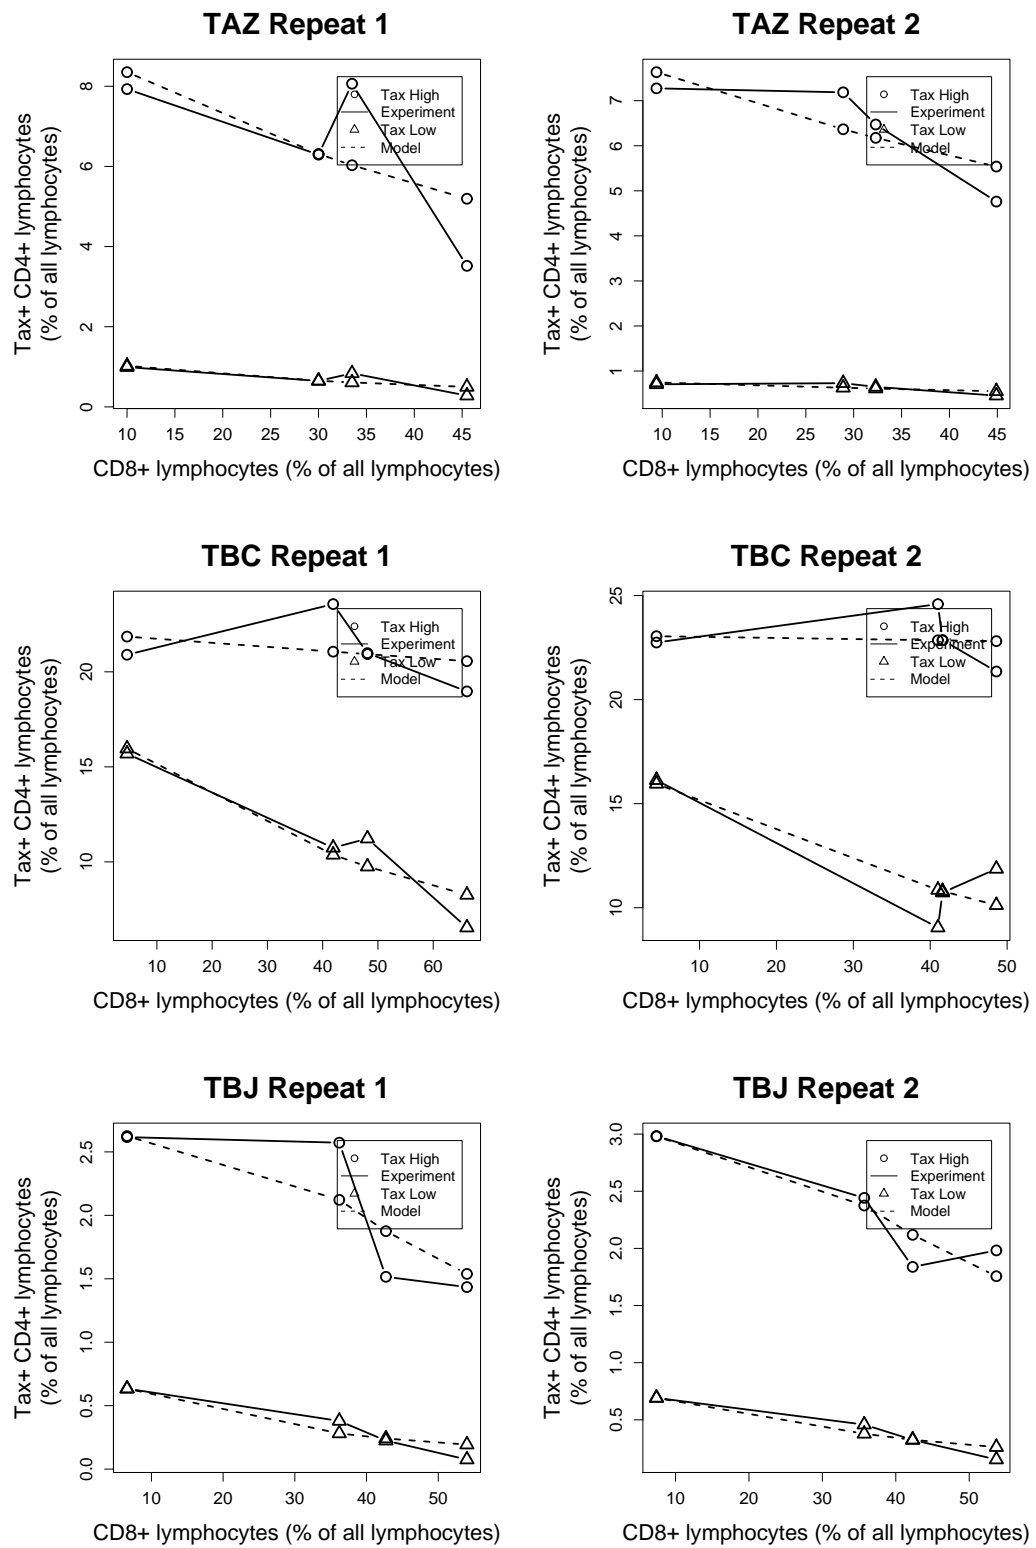 TAZ Repeat 1
Tax+ CD4+ lymphocytes
(% of all lymphocytes)
8
6
4
2
0
Tax High
Experiment
Tax Low
Model
10 15 20 25 30 35 40 45
CD8+ lymphocytes (% of all lymphocytes)
TAZ Repeat 2
Tax+ CD4+ lymphocytes
(% of all lymphocytes)
7
6
5
4
3
2
1
Tax High
Experiment
Tax Low
Model
10 15 20 25 30 35 40 45
CD8+ lymphocytes (% of all lymphocytes)
TBC Repeat 1
Tax+ CD4+ lymphocytes
(% of all lymphocytes)
20
15
10
Tax High
Experiment
Tax Low
Model
10 20 30 40 50 60
CD8+ lymphocytes (% of all lymphocytes)
TBC Repeat 2
Tax+ CD4+ lymphocytes
(% of all lymphocytes)
25
20
15
10
Tax High
Experiment
Tax Low
Model
10 20 30 40 50
CD8+ lymphocytes (% of all lymphocytes)
TBJ Repeat 1
Tax+ CD4+ lymphocytes
(% of all lymphocytes)
2.5
2.0
1.5
1.0
0.5
0.0
Tax High
Experiment
Tax Low
Model
10 20 30 40 50
CD8+ lymphocytes (% of all lymphocytes)
TBJ Repeat 2
Tax+ CD4+ lymphocytes
(% of all lymphocytes)
3.0
2.5
2.0
1.5
1.0
0.5
Tax High
Experiment
Tax Low
Model
10 20 30 40 50
CD8+ lymphocytes (% of all lymphocytes)